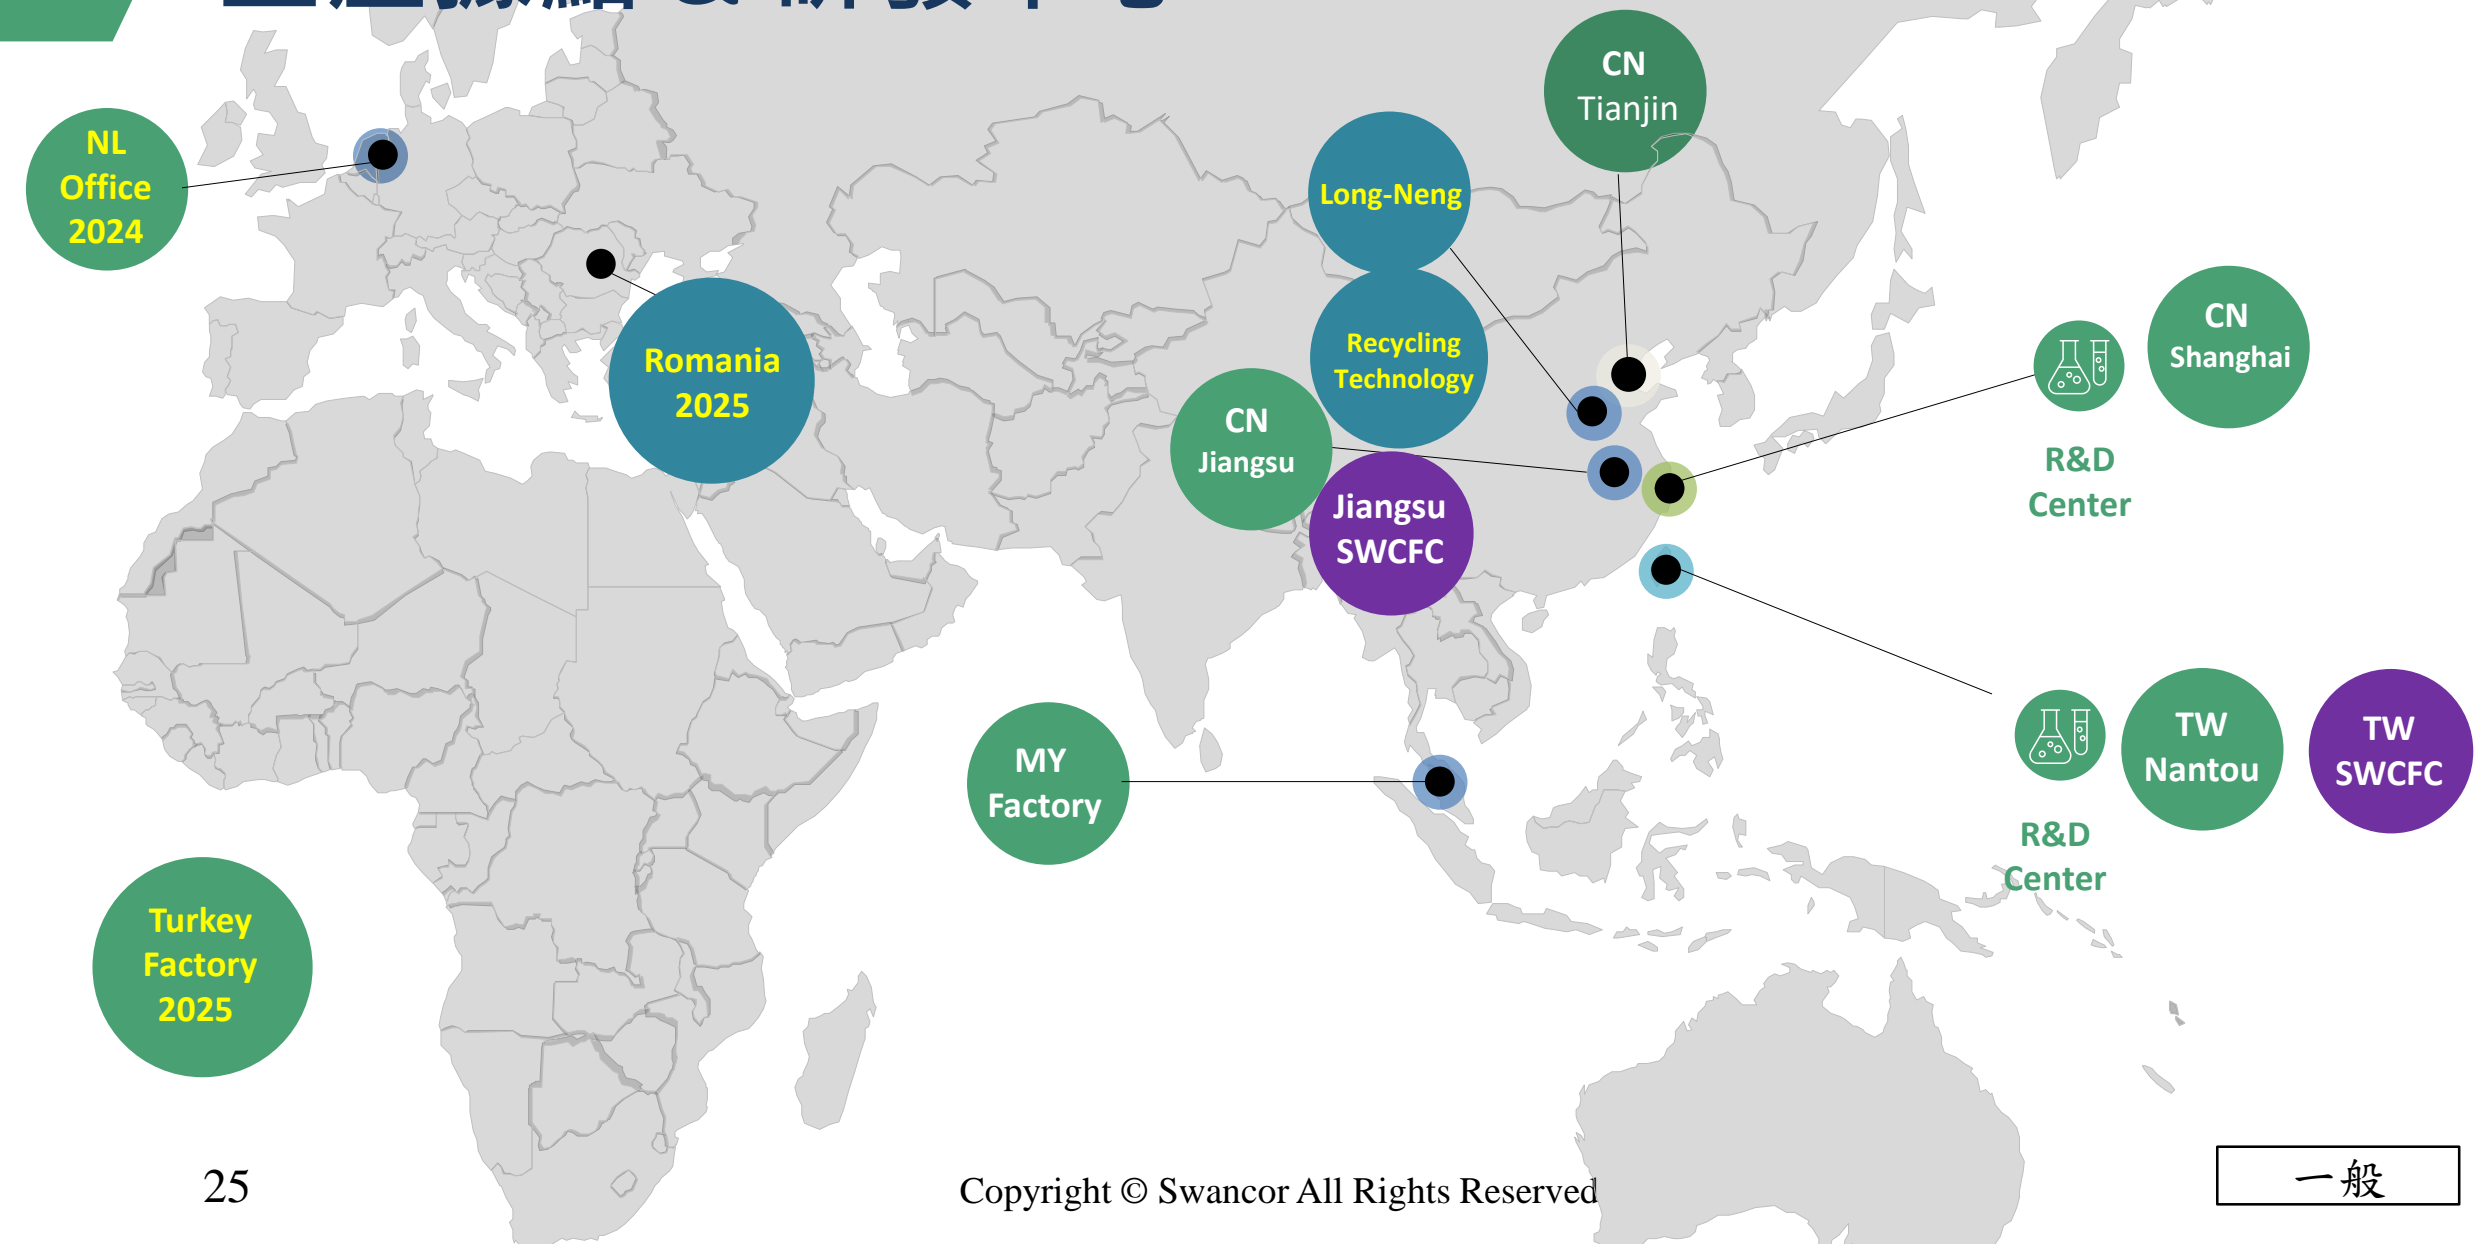 CN
Tianjin
NL
Office
2024
Long-Neng
CN
Shanghai
Romania
2025
Recycling
Technology
CN
Jiangsu
R&D
Center
Jiangsu
SWCFC
MY
Factory
TW
Nantou
TW
SWCFC
R&D
Center
Turkey
Factory
2025
25
Copyright © Swancor All Rights Reserved
一般